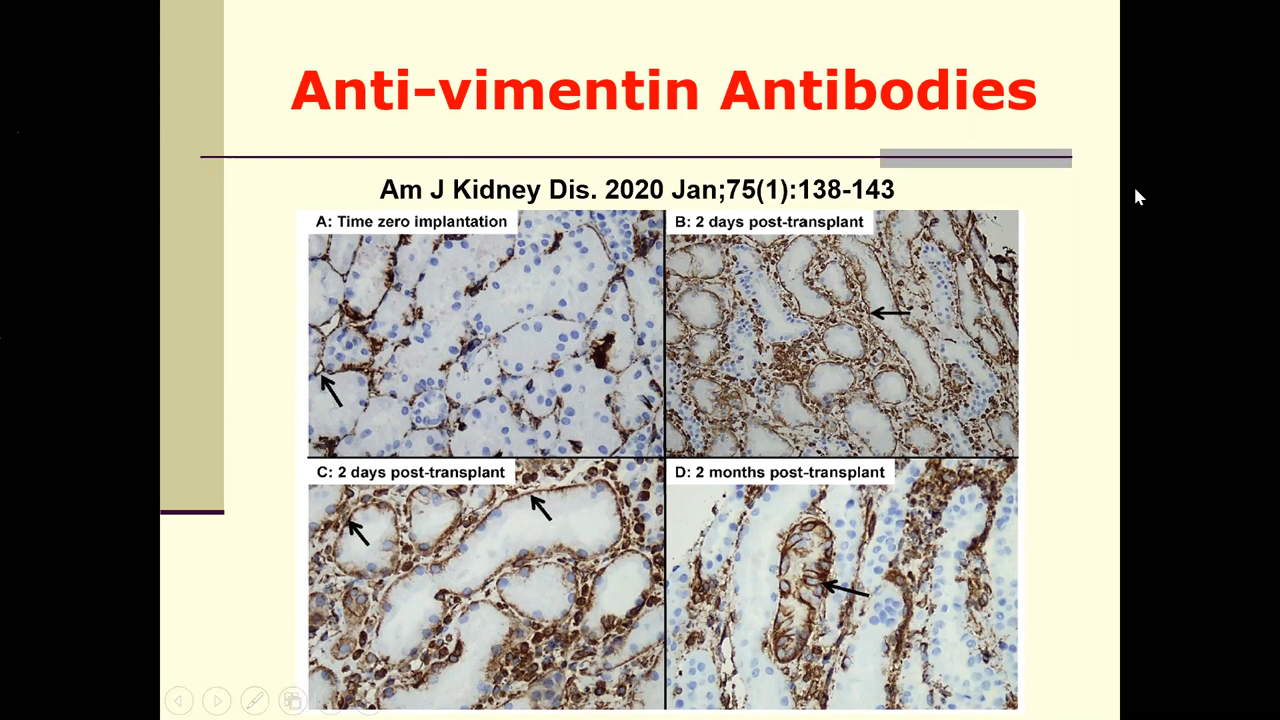 Anti-vimentin Antibodies
Am J Kidney Dis. 2020 Jan;75(1):138-143
A: Time zero implantation
B: 2 days post-transplant
C: 2 days post-transplant
D: 2 months post-transplant